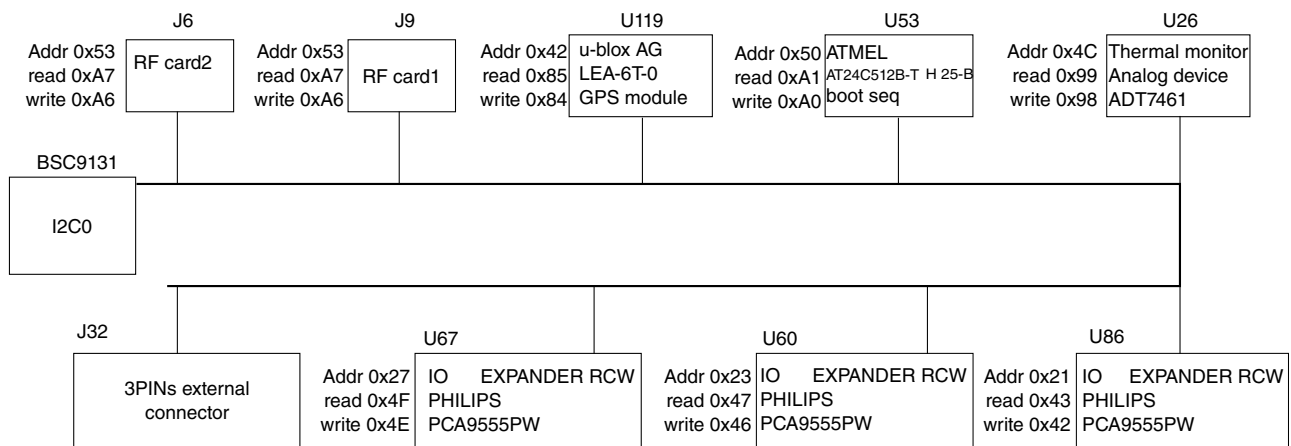 J6
Addr 0x53
read 0xA7
write 0xA6
RF card2
J9
Addr 0x53
read 0xA7
write 0xA6
RF card1
U119
Addr 0x42
read 0x85
write 0x84
u-blox AG
LEA-6T-0
GPS module
U53
Addr 0x50
read 0xA1
write 0xA0
ATMEL
AT24C512B-T H 25-B
boot seq
U26
Addr 0x4C
read 0x99
write 0x98
Thermal monitor
Analog device
ADT7461
BSC9131
I2C0
J32
3PINs external
connector
U67
Addr 0x27
read 0x4F
write 0x4E
IO EXPANDER RCW
PHILIPS
PCA9555PW
U60
Addr 0x23
read 0x47
write 0x46
IO EXPANDER RCW
PHILIPS
PCA9555PW
U86
Addr 0x21
read 0x43
write 0x42
IO EXPANDER RCW
PHILIPS
PCA9555PW